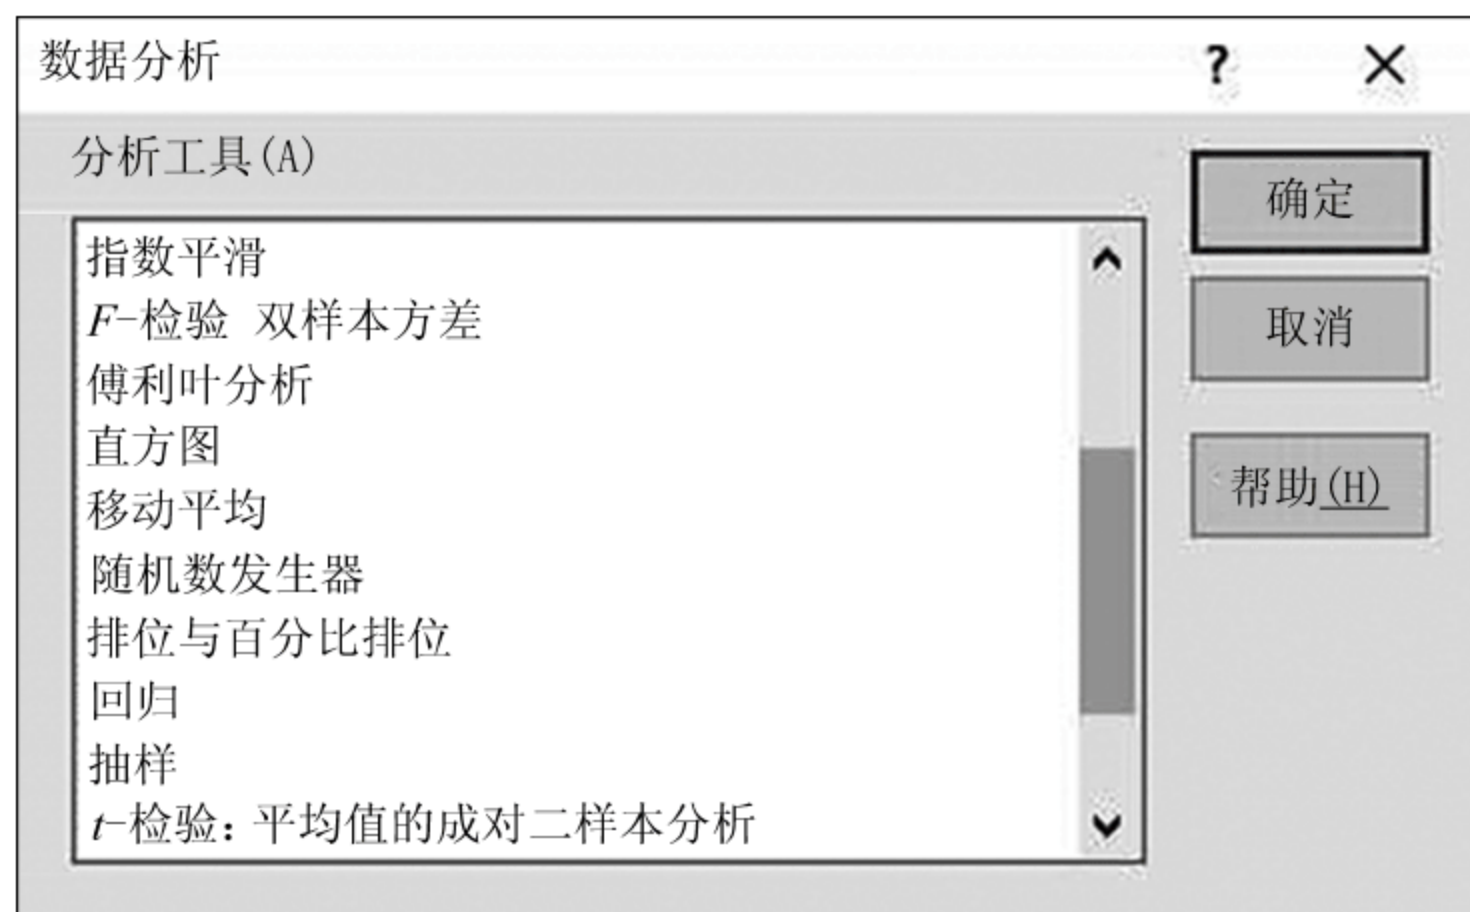 数据分析 ? ×
分析工具(A)
确定
取消
帮助(H)
指数平滑
F-检验 双样本方差
傅利叶分析
直方图
移动平均
随机数发生器
排位与百分比排位
回归
抽样
t-检验:平均值的成对二样本分析